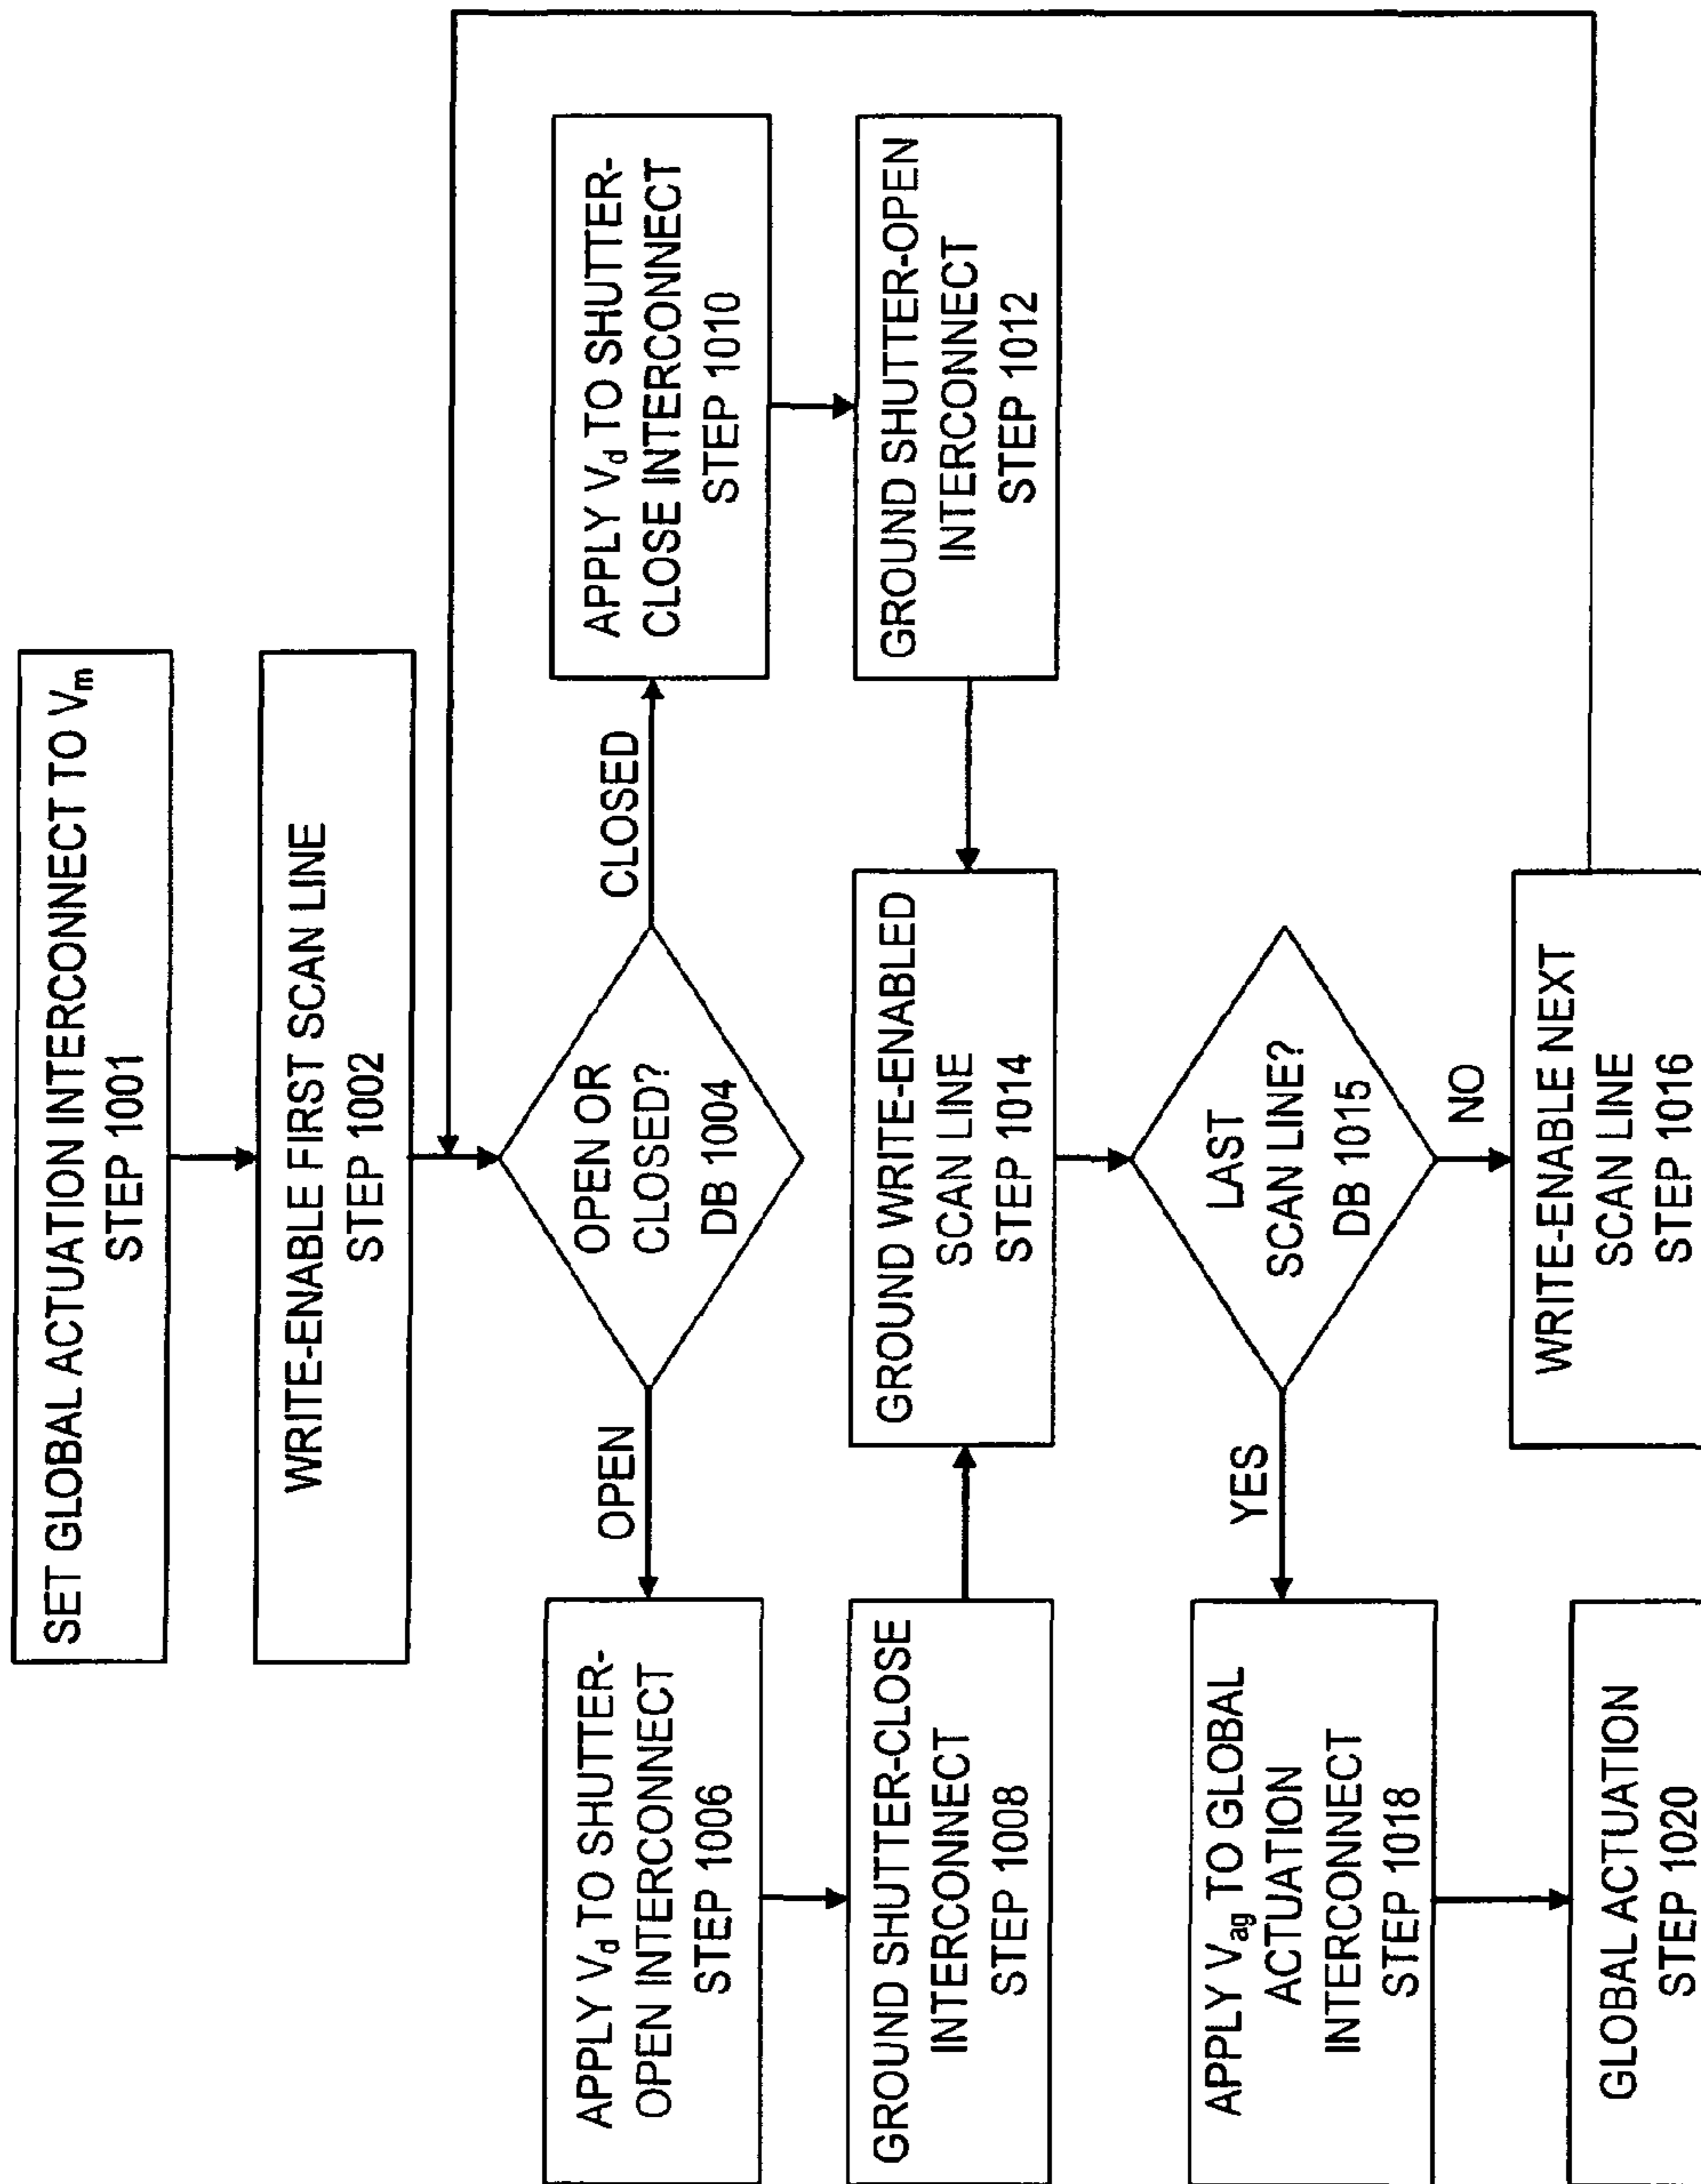 SET GLOBAL ACTUATION INTERCONNECT TO Vm
STEP 1001
WRITE-ENABLE FIRST SCAN LINE
STEP 1002
OPEN OR
CLOSED?
DB 1004
OPEN
CLOSED
APPLY Vd TO SHUTTER-
OPEN INTERCONNECT
STEP 1006
APPLY Vd TO SHUTTER-
CLOSE INTERCONNECT
STEP 1010
GROUND SHUTTER-CLOSE
INTERCONNECT
STEP 1008
GROUND WRITE-ENABLED
SCAN LINE
STEP 1014
GROUND SHUTTER-OPEN
INTERCONNECT
STEP 1012
LAST
SCAN LINE?
DB 1015
YES
NO
APPLY Vag TO GLOBAL
ACTUATION
INTERCONNECT
STEP 1018
WRITE-ENABLE NEXT
SCAN LINE
STEP 1016
GLOBAL ACTUATION
STEP 1020